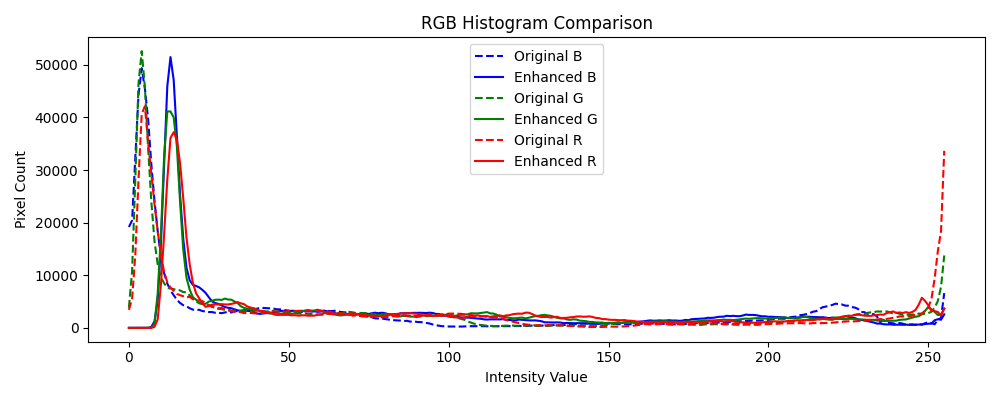 RGB Histogram Comparison
Original B
Enhanced B
Original G
Enhanced G
Original R
Enhanced R
Pixel Count
50000
40000
30000
20000
10000
0
0 50 100 150 200 250
Intensity Value